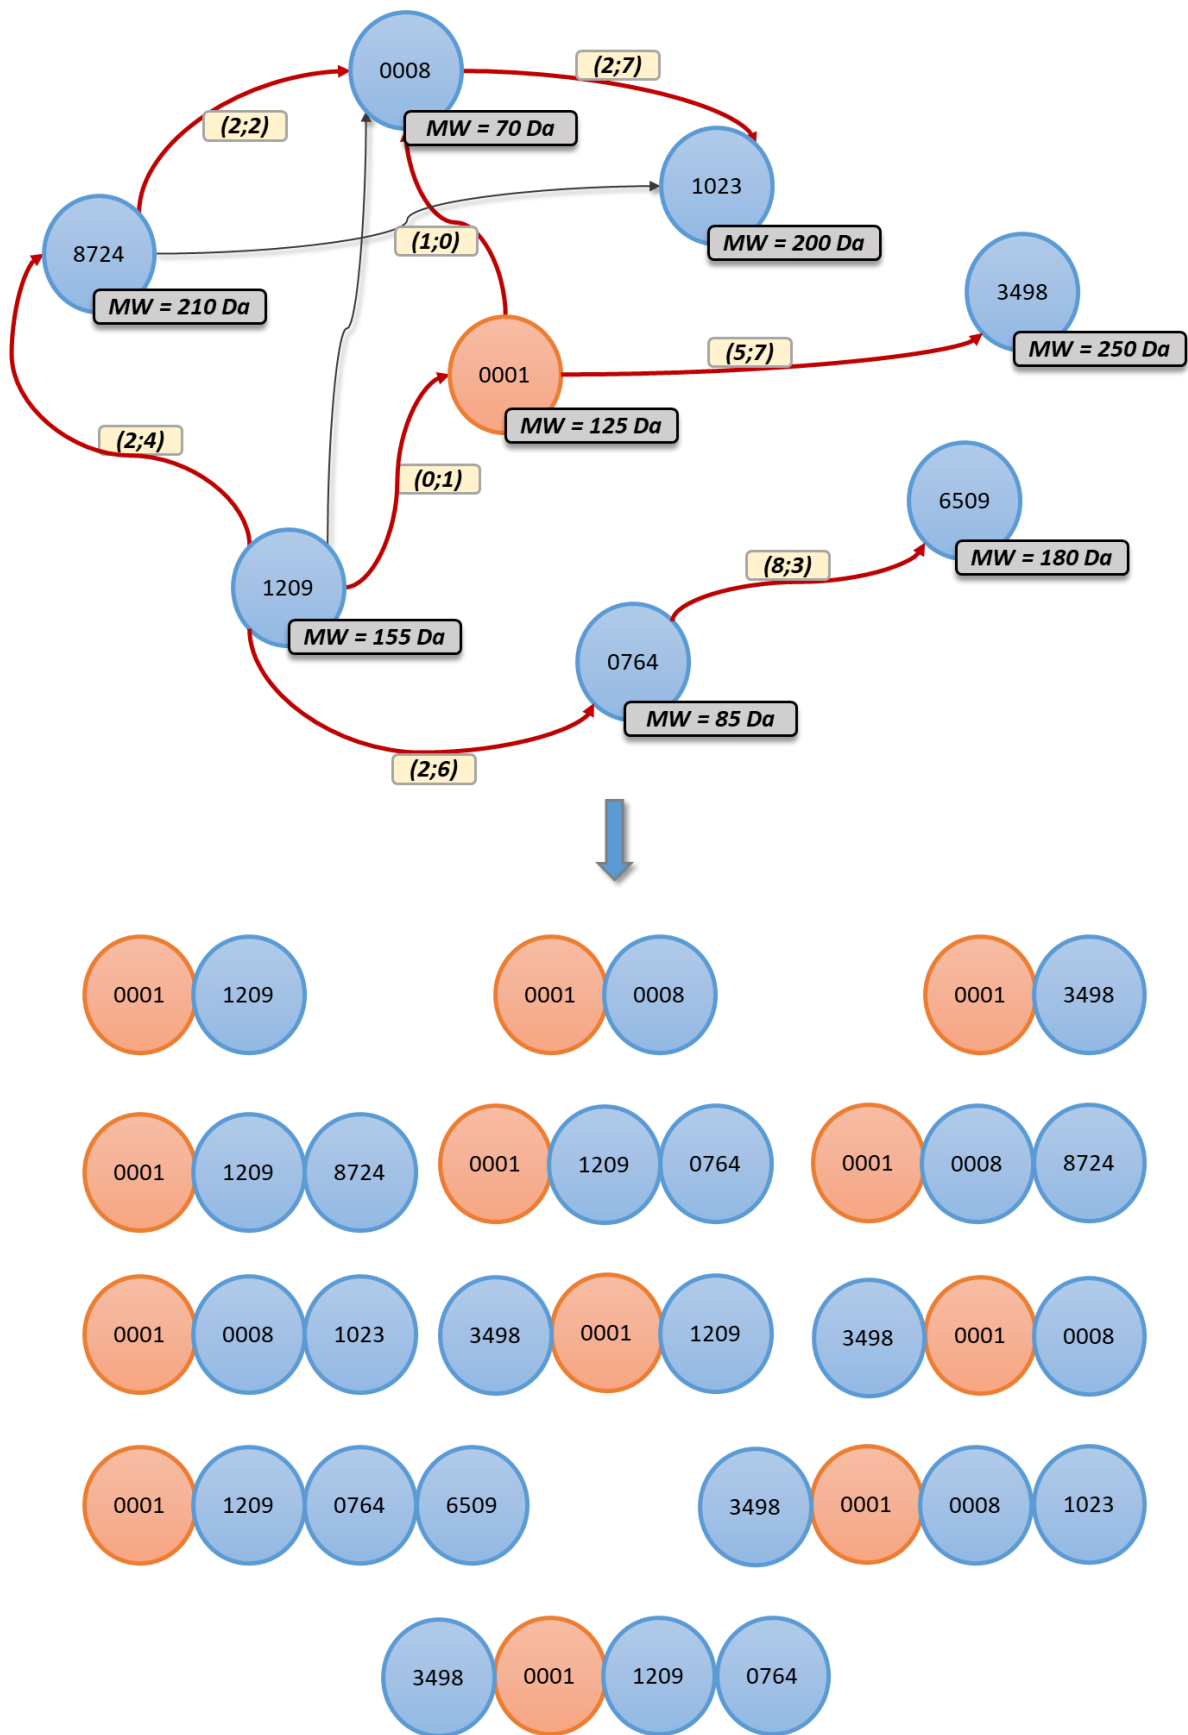 0008
(2;7)
MW = 70 Da
(2;2)
1023
MW = 200 Da
8724
(1;0)
MW = 210 Da
3498
MW = 250 Da
(5;7)
0001
MW = 125 Da
(2;4)
(0;1)
6509
MW = 180 Da
(8;3)
1209
MW = 155 Da
0764
MW = 85 Da
(2;6)
0001 1209
0001 0008
0001 3498
0001 1209 8724
0001 1209 0764
0001 0008 8724
0001 0008 1023
3498 0001 1209
3498 0001 0008
0001 1209 0764 6509
3498 0001 0008 1023
3498 0001 1209 0764